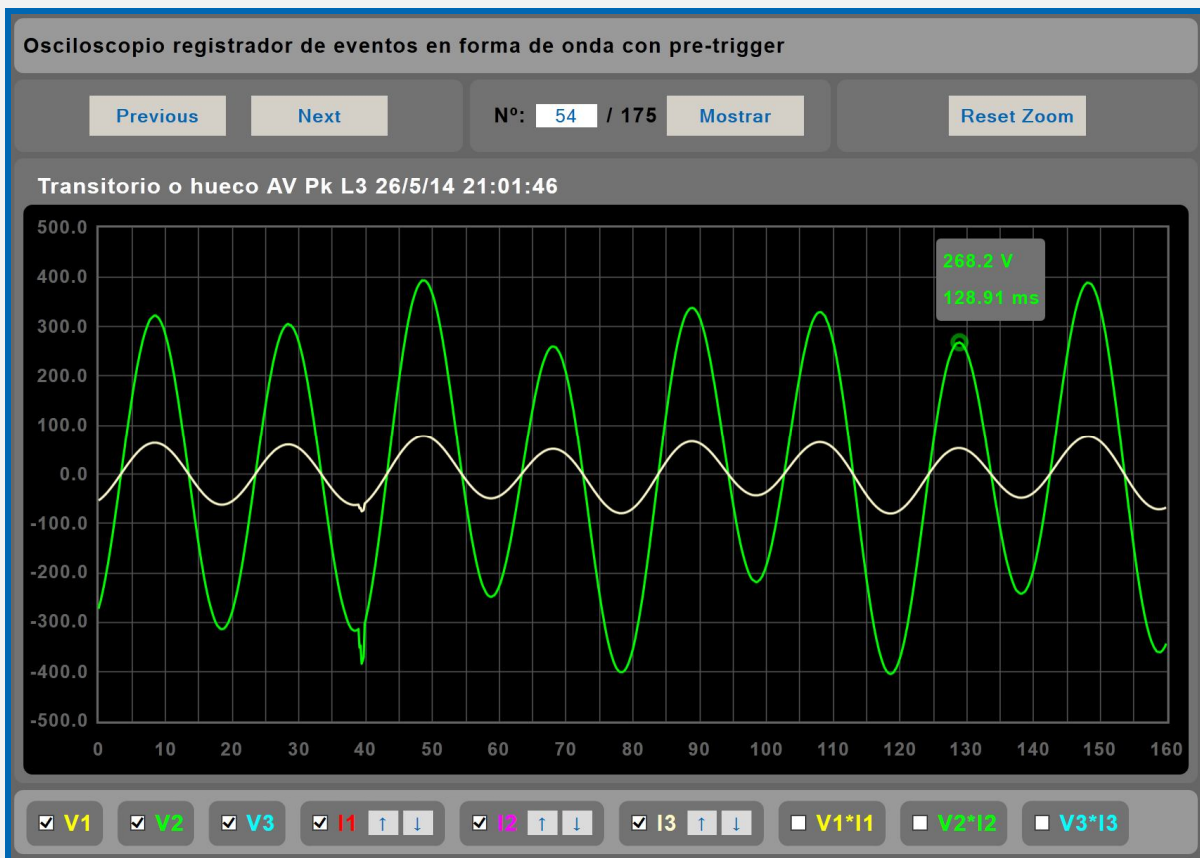 Osciloscopio registrador de eventos en forma de onda con pre-trigger
Previous Next Nº: 54 / 175 Mostrar Reset Zoom
Transitorio o hueco AV Pk L3 26/5/14 21:01:46
500.0
400.0
300.0
200.0
100.0
0.0
-100.0
-200.0
-300.0
-400.0
-500.0
268.2 V
128.91 ms
0 10 20 30 40 50 60 70 80 90 100 110 120 130 140 150 160
V1 V2 V3 I1 ↑ ↓ I2 ↑ ↓ I3 ↑ ↓ V1*I1 V2*I2 V3*I3